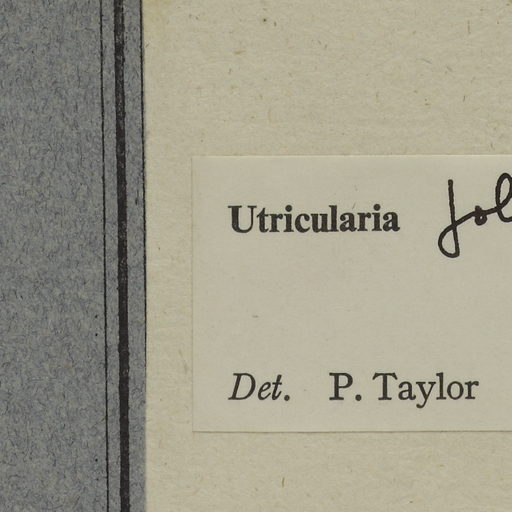 Utricularia
Det. P. Taylor